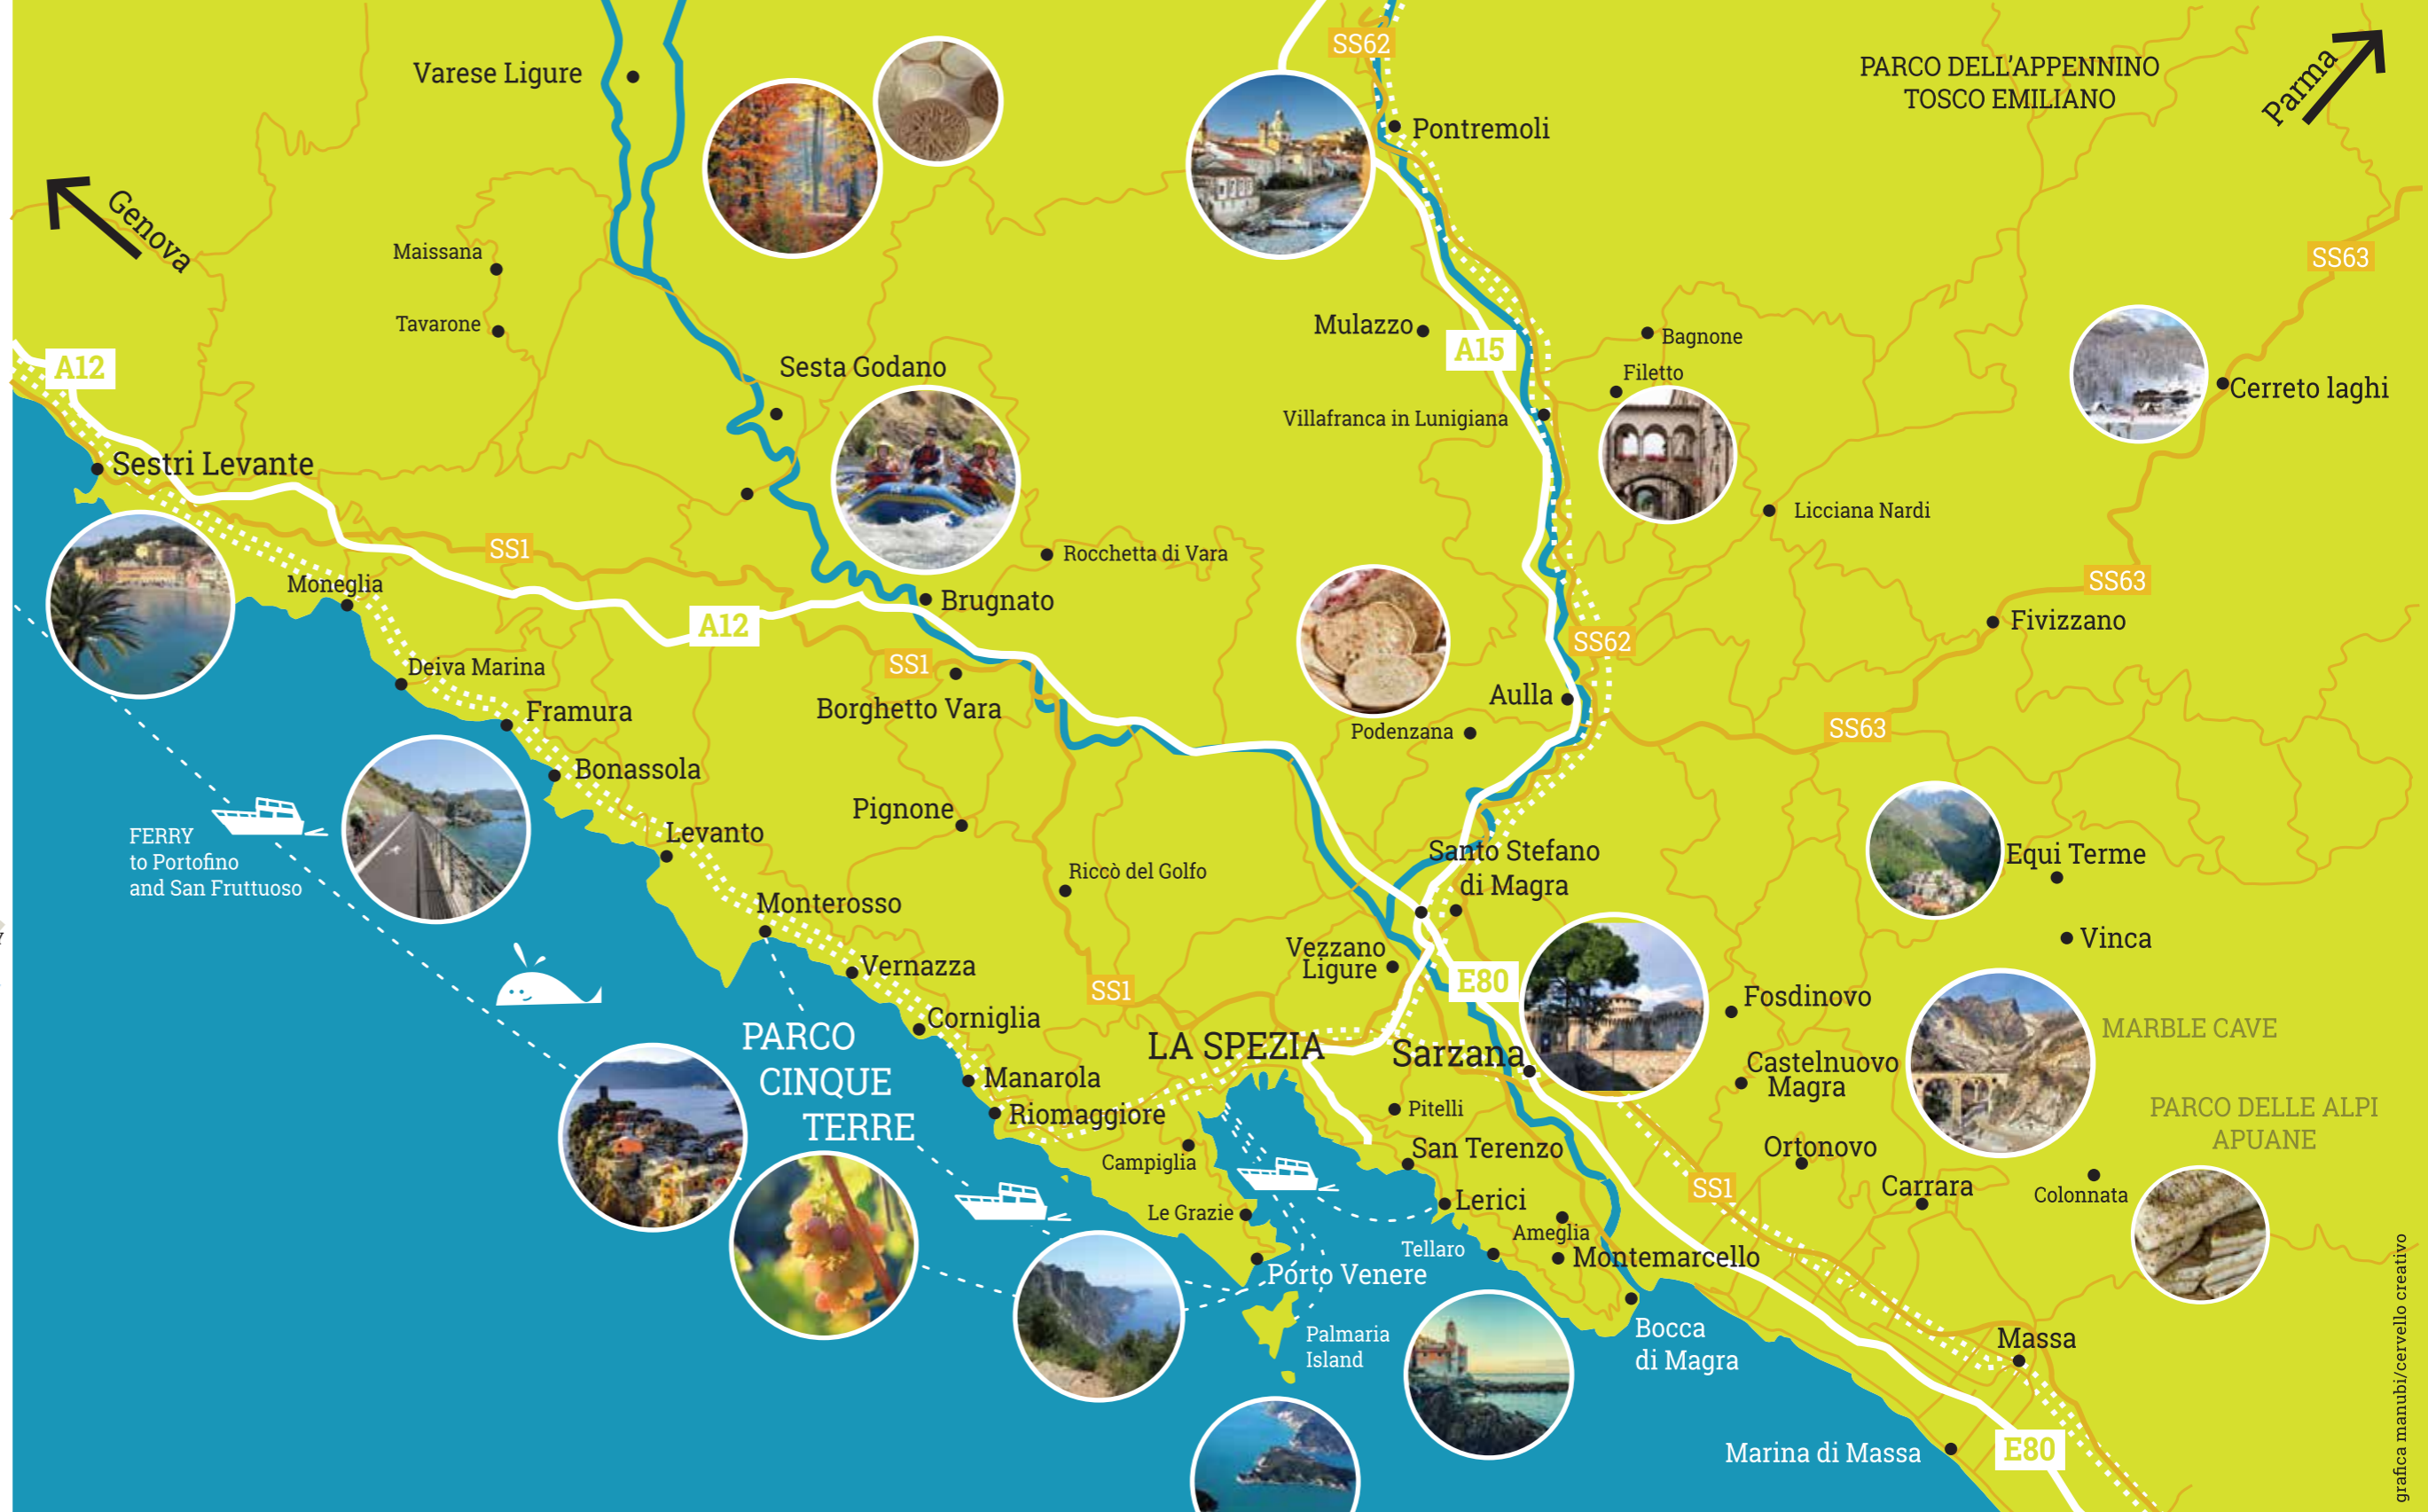 SS62
PARCO DELL'APPENNINO
TOSCO EMILIANO
Parma
Varese Ligure
Pontremoli
Genova
Maissana
SS63
Tavarone
Mulazzo
Bagnone
A15
A12
Sesta Godano
Filetto
Cerreto laghi
Villafranca in Lunigiana
Sestri Levante
Licciana Nardi
SS1
Rocchetta di Vara
Moneglia
SS63
Brugnato
Fivizzano
A12
SS62
SS1
Deiva Marina
Aulla
Borghetto Vara
Framura
SS63
Podenzana
Bonassola
Pignone
Levanto
FERRY
to Portofino
and San Fruttuoso
Santo Stefano
di Magra
Equi Terme
Riccò del Golfo
Monterosso
Vinca
Vezzano
Ligure
Vernazza
E80
SS1
Fosdinovo
Corniglia
MARBLE CAVE
PARCO
CINQUE
TERRE
LA SPEZIA
Sarzana
Castelnuovo
Magra
Manarola
Riomaggiore
Pitelli
PARCO DELLE ALPI
APUANE
San Terenzo
Ortonovo
Campiglia
SS1
Carrara
Colonnata
Lerici
Le Grazie
Ameglia
Tellaro
Montemarcello
Porto Venere
Palmaria
Island
Bocca
di Magra
Massa
Marina di Massa
E80
grafica manubi/cervello creativo